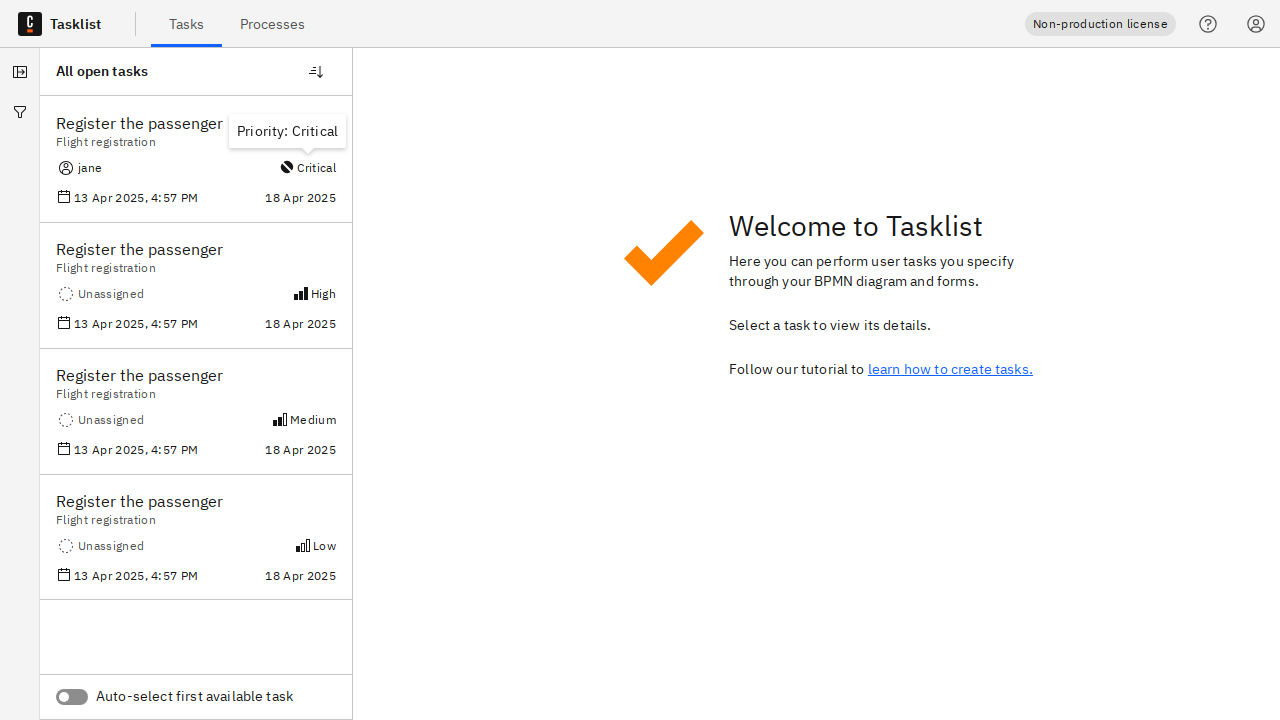 C Tasklist Tasks Processes Non-production license
All open tasks
Register the passenger
Flight registration
Priority: Critical
jane Critical
13 Apr 2025, 4:57 PM 18 Apr 2025
Register the passenger
Flight registration
Unassigned High
13 Apr 2025, 4:57 PM 18 Apr 2025
Register the passenger
Flight registration
Unassigned Medium
13 Apr 2025, 4:57 PM 18 Apr 2025
Register the passenger
Flight registration
Unassigned Low
13 Apr 2025, 4:57 PM 18 Apr 2025
Auto-select first available task
Welcome to Tasklist
Here you can perform user tasks you specify
through your BPMN diagram and forms.
Select a task to view its details.
Follow our tutorial to learn how to create tasks.